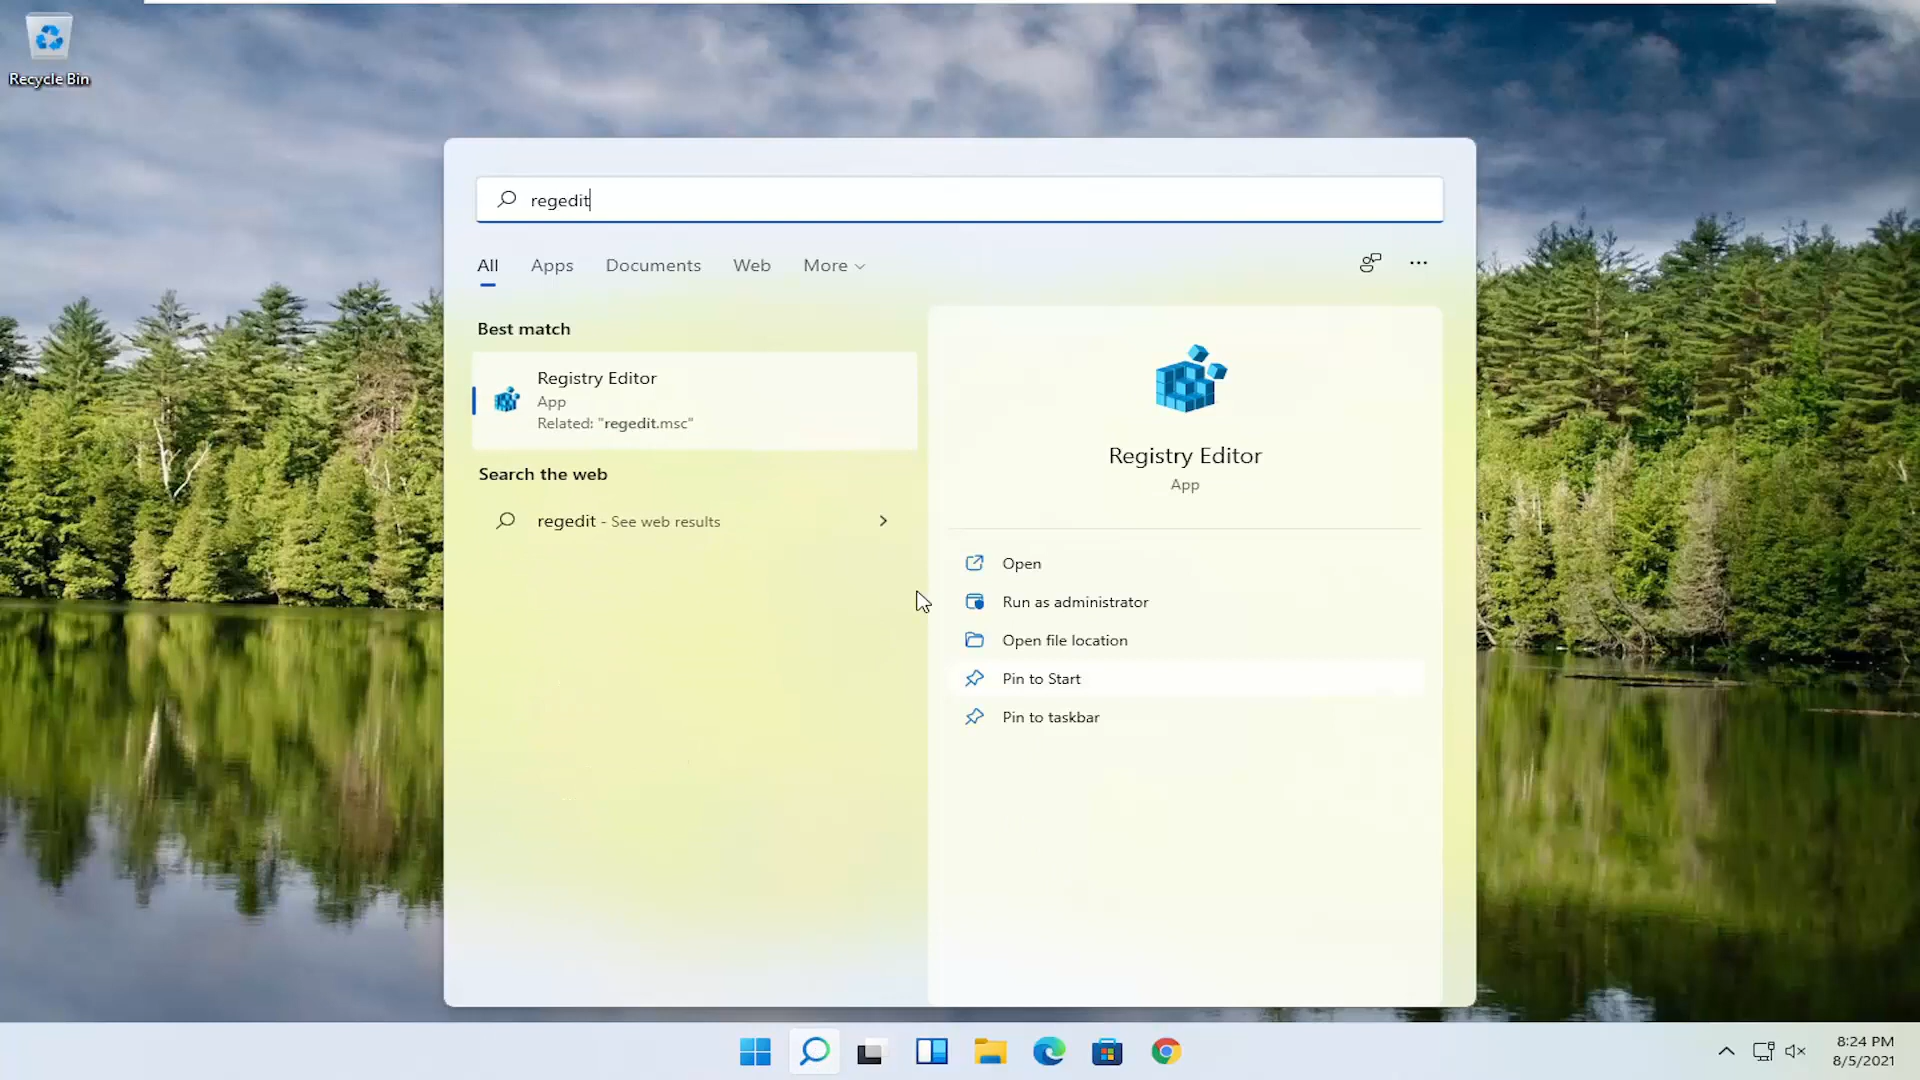 Recycle Bin
regedit
All Apps Documents Web More
Best match
Registry Editor
App
Related: "regedit.msc"
Search the web
regedit - See web results
Registry Editor
App
Open
Run as administrator
Open file location
Pin to Start
Pin to taskbar
8:24 PM
8/5/2021